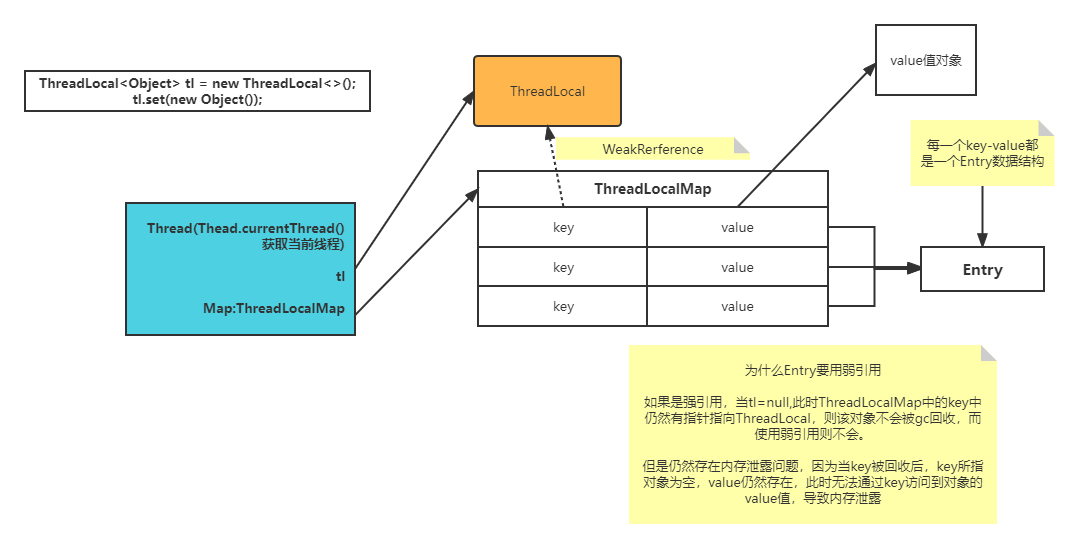 ThreadLocal<Object> tl = new ThreadLocal<>();
tl.set(new Object());
ThreadLocal
value值对象
WeakRerference
每一个key-value都
是一个Entry数据结构
Thread(Thead.currentThread()
获取当前线程)
tl
Map:ThreadLocalMap
ThreadLocalMap
key value
key value
key value
Entry
为什么Entry要用弱引用
如果是强引用，当tl=null,此时ThreadLocalMap中的key中
仍然有指针指向ThreadLocal，则该对象不会被gc回收，而
使用弱引用则不会。
但是仍然存在内存泄露问题，因为当key被回收后，key所指
对象为空，value仍然存在，此时无法通过key访问到对象的
value值，导致内存泄露